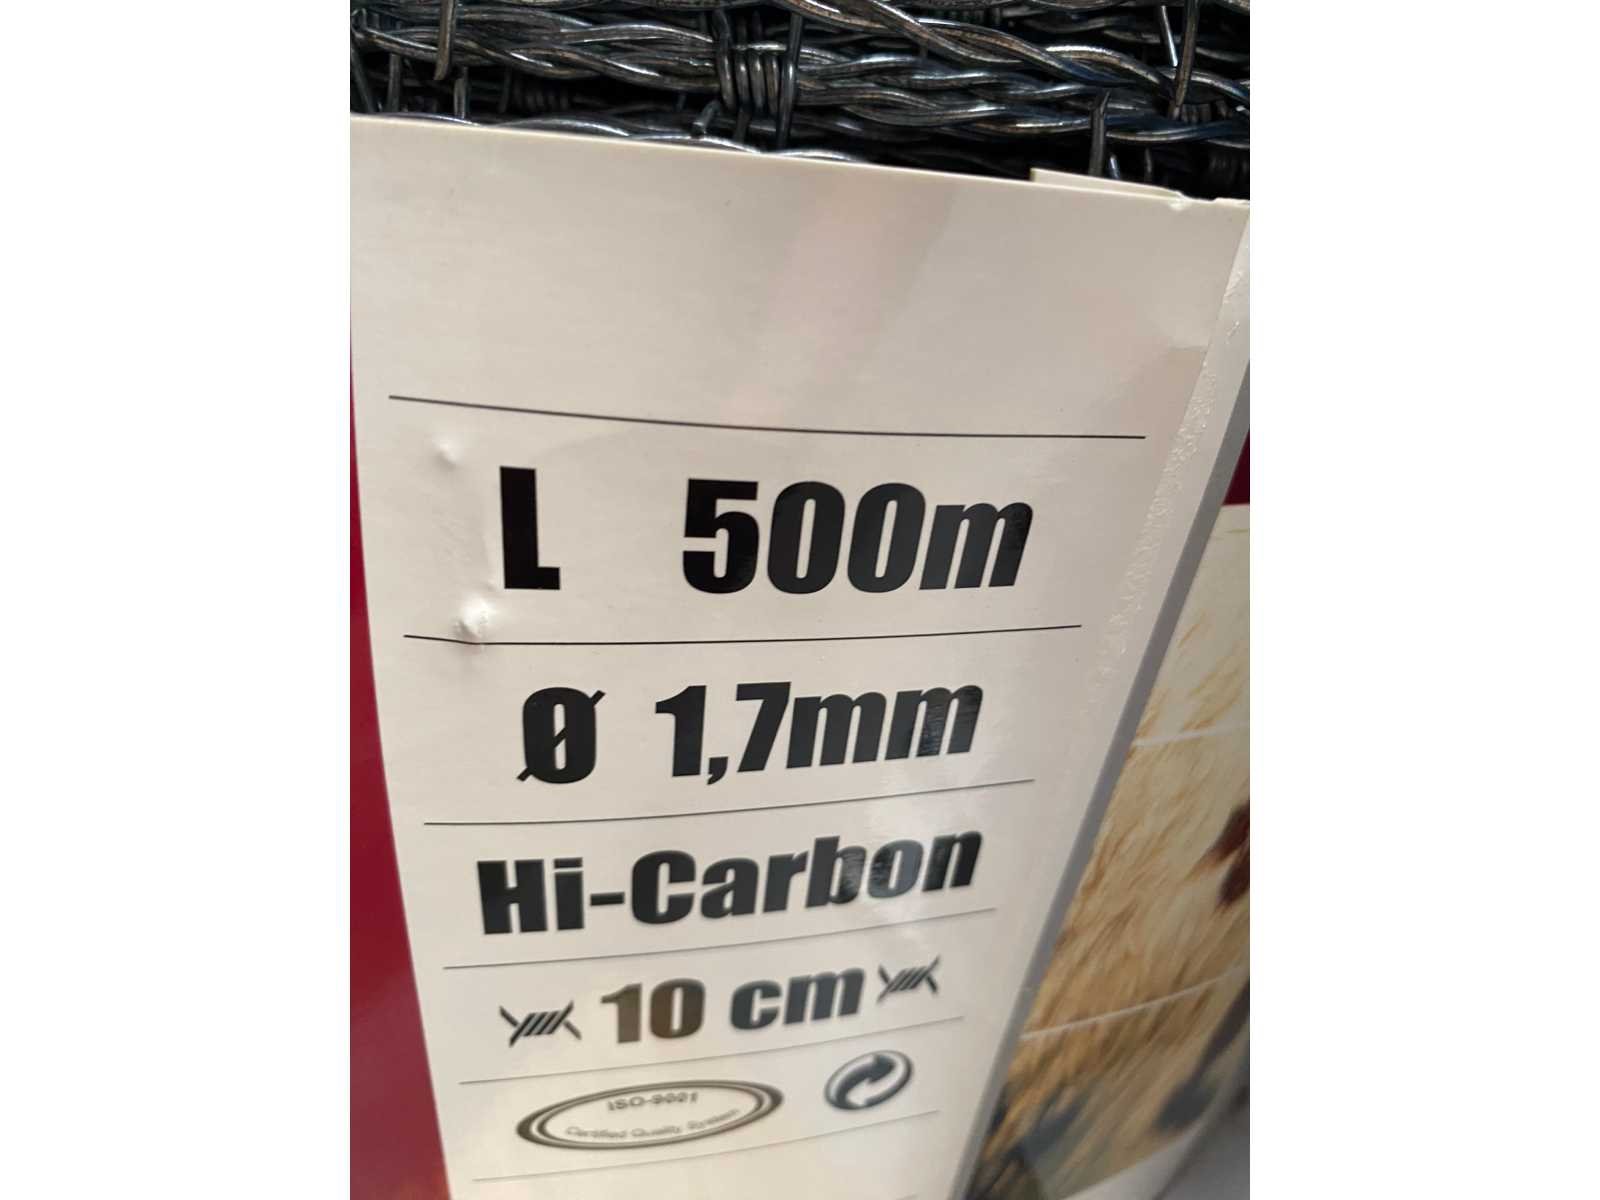 L 500m
Ø 1,7mm
Hi-Carbon
10 cm
ISO-9001
Certified Quality System